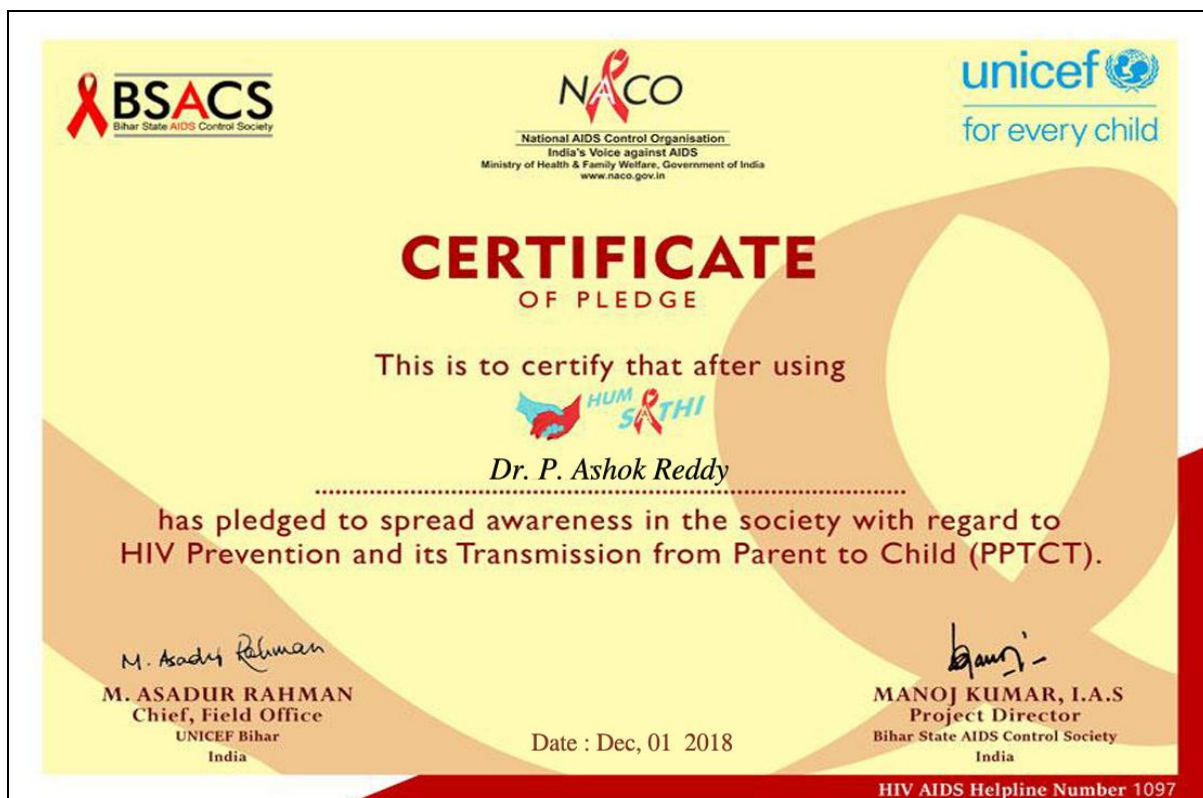 BSACS
Bihar State AIDS Control Society
NACO
National AIDS Control Organisation
India's Voice against AIDS
Ministry of Health & Family Welfare, Government of India
www.naco.gov.in
unicef
for every child
CERTIFICATE
OF PLEDGE
This is to certify that after using
HUM
SATHI
Dr. P. Ashok Reddy
has pledged to spread awareness in the society with regard to
HIV Prevention and its Transmission from Parent to Child (PPTCT).
M. Asadur Rahman
M. ASADUR RAHMAN
Chief, Field Office
UNICEF Bihar
India
Date : Dec, 01 2018
MANOJ KUMAR, I.A.S
Project Director
Bihar State AIDS Control Society
India
HIV AIDS Helpline Number 1097